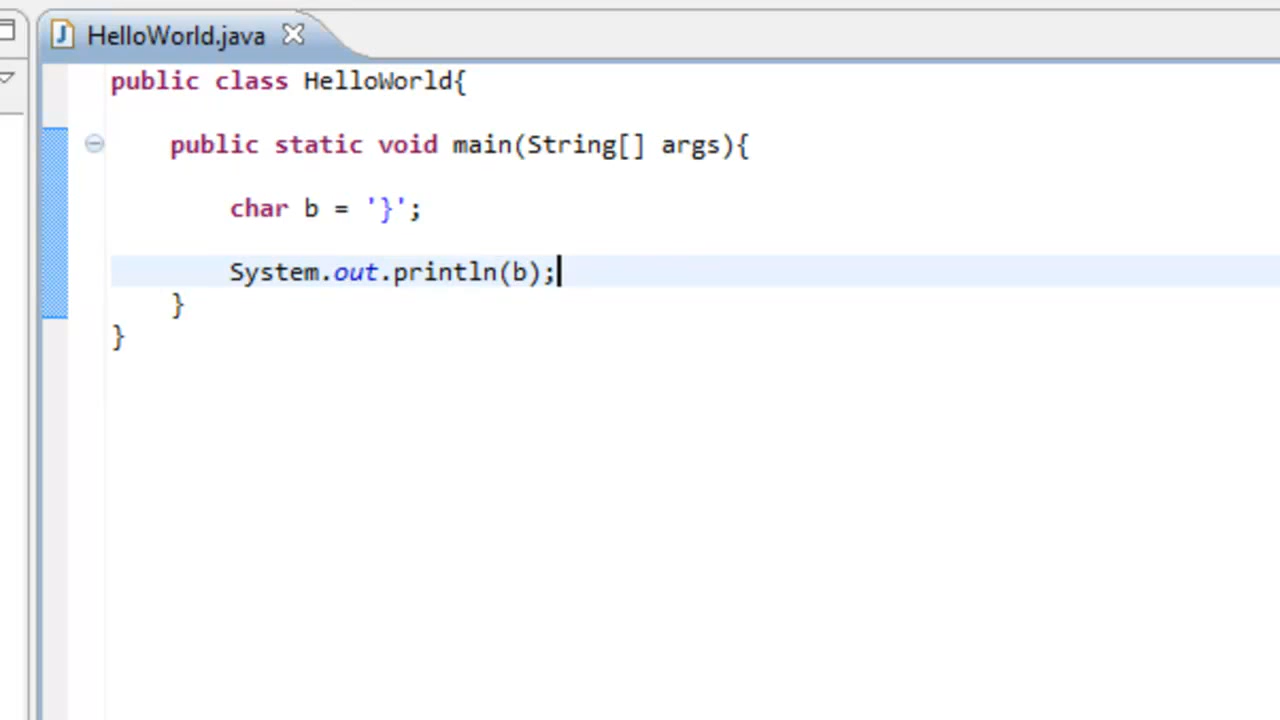 HelloWorld.java
public class HelloWorld{
public static void main(String[] args){
char b = '}';
System.out.println(b);
}
}